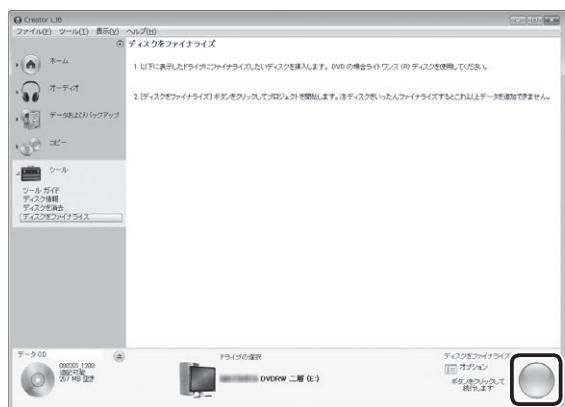 Creator LJB
ファイル(F) ツール(T) 表示(V) ヘルプ(H)
ディスクをファイナライズ
1. 以下に表示したドライブにファイナライズしたいディスクを挿入します。DVD の場合ライトワンス (R) ディスクを使用してください。
2. [ディスクをファイナライズ] ボタンをクリックしてプロジェクトを開始します。注:ディスクをいったんファイナライズするとこれ以上データを追加できません。
ホーム
オーディオ
データおよびバックアップ
コピー
ツール
ツール ガイド
ディスク情報
ディスクを消去
ディスクをファイナライズ
データ CD
080201_1200
追記可能
267 MB 空き
ドライブの選択
DVDRW 二層 (E:)
ディスクをファイナライズ
オプション
ボタンをクリックして
続行します